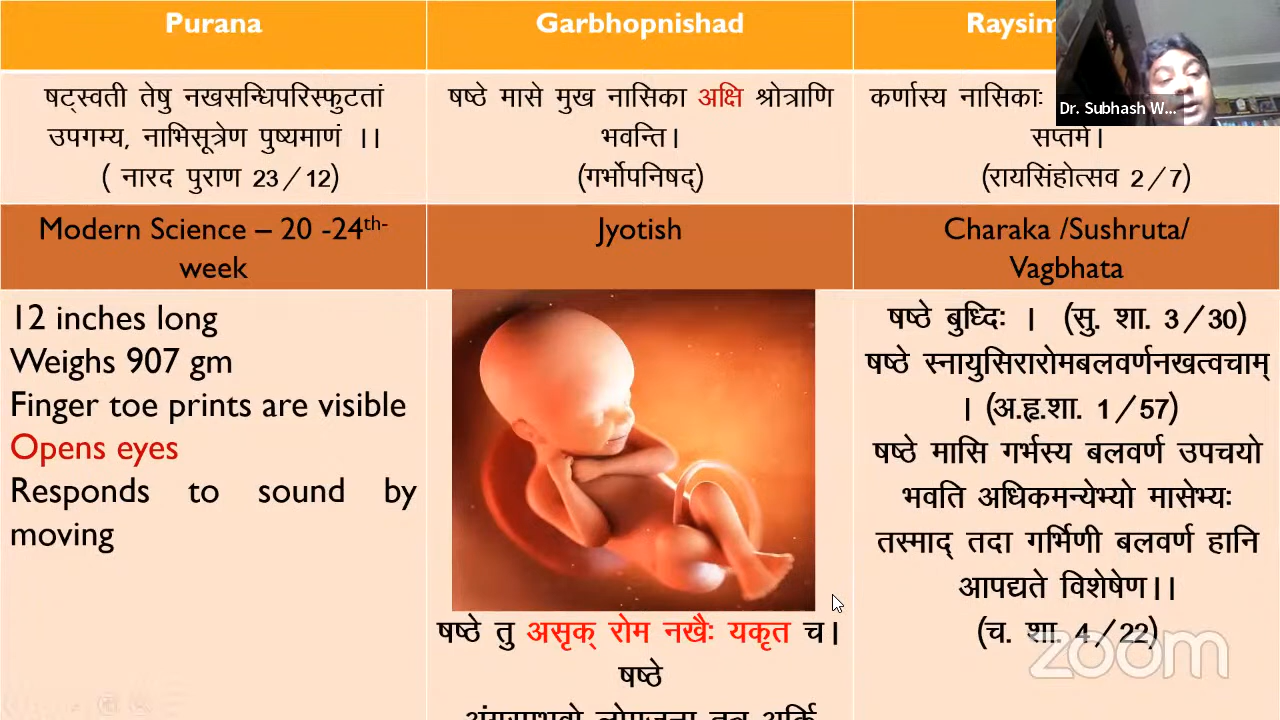 Purana
Garbhopnishad
Raysim
षट्स्वती तेषु नखसन्धिपरिस्फुटतां
उपगम्य, नाभिसूत्रेण पुष्यमाणं ।।
( नारद पुराण 23/12)
षष्ठे मासे मुख नासिका अक्षि श्रोत्राणि
भवन्ति।
(गर्भोपनिषद्)
कर्णास्य नासिकाः
सप्तमे।
(रायसिंहोत्सव 2/7)
Dr. Subhash W...
Modern Science – 20 -24th-
week
Jyotish
Charaka /Sushruta/
Vagbhata
12 inches long
Weighs 907 gm
Finger toe prints are visible
Opens eyes
Responds to sound by
moving
षष्ठे तु असृक् रोम नखैः यकृत च।
षष्ठे
षष्ठे बुध्दिः । (सु. शा. 3/30)
षष्ठे स्नायुसिरारोमबलवर्णनखत्वचाम्
। (अ.हृ.शा. 1/57)
षष्ठे मासि गर्भस्य बलवर्ण उपचयो
भवति अधिकमन्येभ्यो मासेभ्यः
तस्माद् तदा गर्भिणी बलवर्ण हानि
आपद्यते विशेषेण।।
(च. शा. 4/22)
zoom